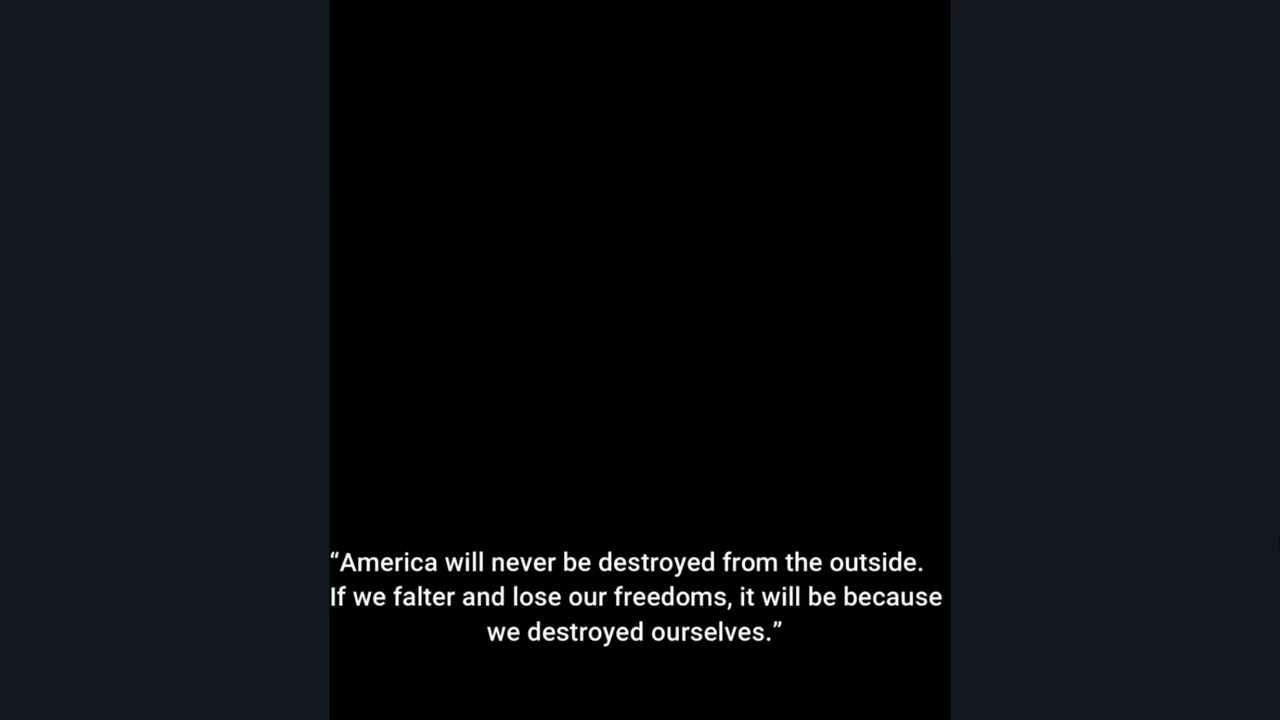 “America will never be destroyed from the outside.
If we falter and lose our freedoms, it will be because
we destroyed ourselves.”